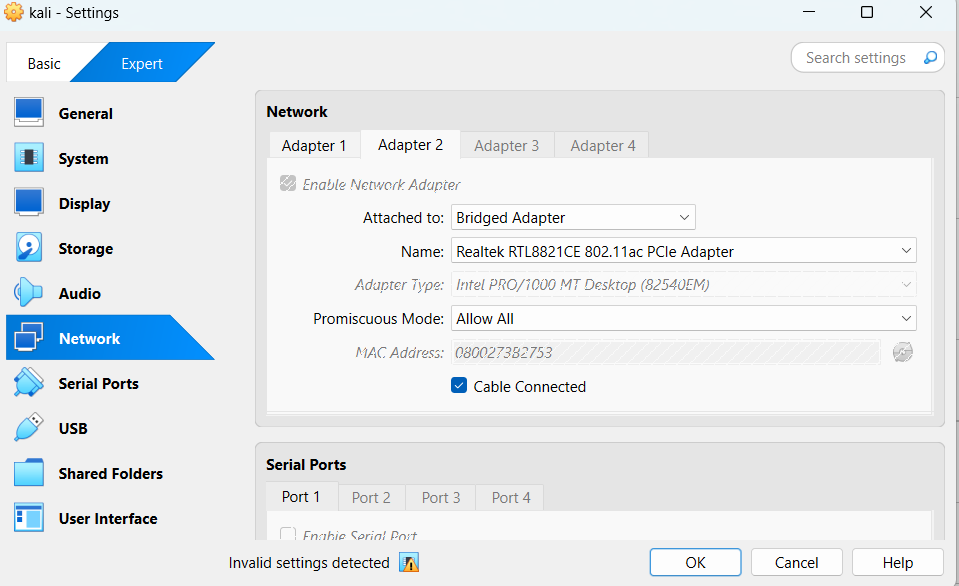 kali - Settings
Basic
Expert
Search settings
General
System
Display
Storage
Audio
Network
Serial Ports
USB
Shared Folders
User Interface
Network
Adapter 1
Adapter 2
Adapter 3
Adapter 4
Enable Network Adapter
Attached to: Bridged Adapter
Name: Realtek RTL8821CE 802.11ac PCIe Adapter
Adapter Type: Intel PRO/1000 MT Desktop (82540EM)
Promiscuous Mode: Allow All
MAC Address: 0800273B2753
Cable Connected
Serial Ports
Port 1
Port 2
Port 3
Port 4
Enable Serial Port
Invalid settings detected
OK
Cancel
Help